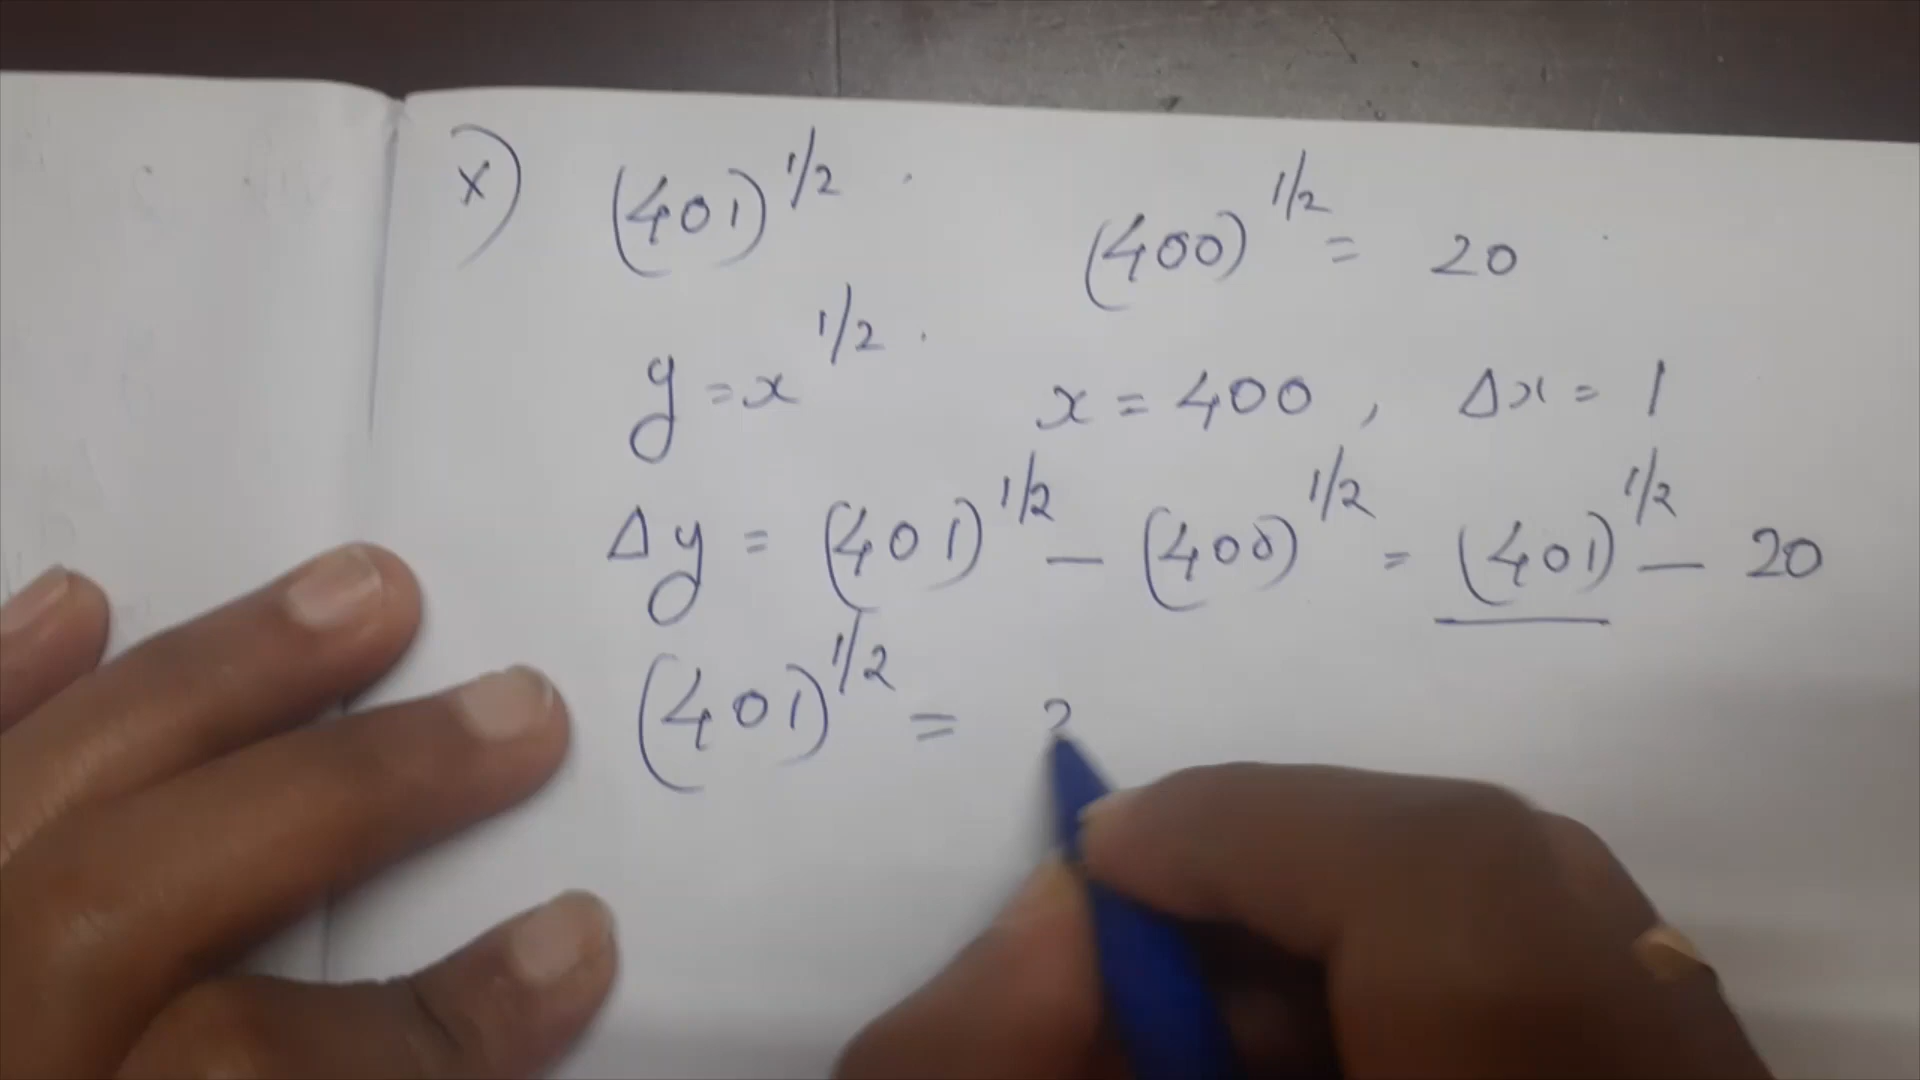 x) (401)^1/2 . (400)^1/2 = 20
y = x^1/2 . x = 400 , Δx = 1
Δy = (401)^1/2 - (400)^1/2 = (401)^1/2 - 20
(401)^1/2 = 2